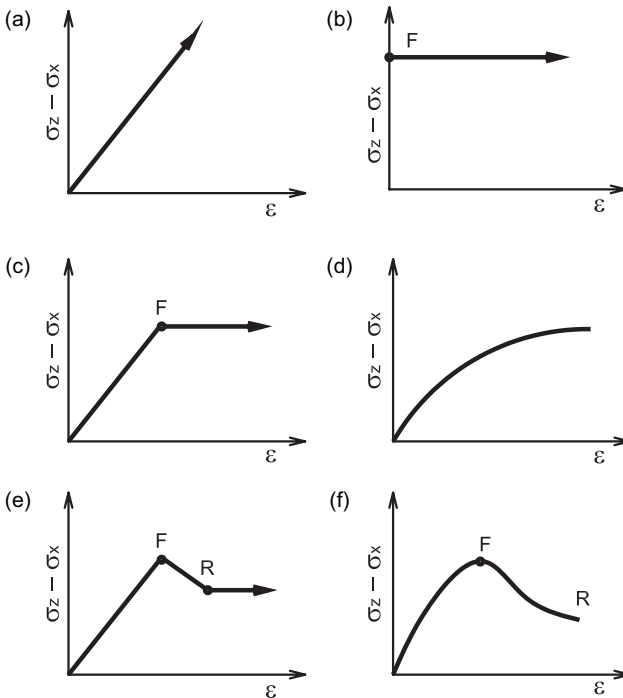 (a)
σz – σx
ε
(b)
F
σz – σx
ε
(c)
F
σz – σx
ε
(d)
σz – σx
ε
(e)
F
R
σz – σx
ε
(f)
F
R
σz – σx
ε